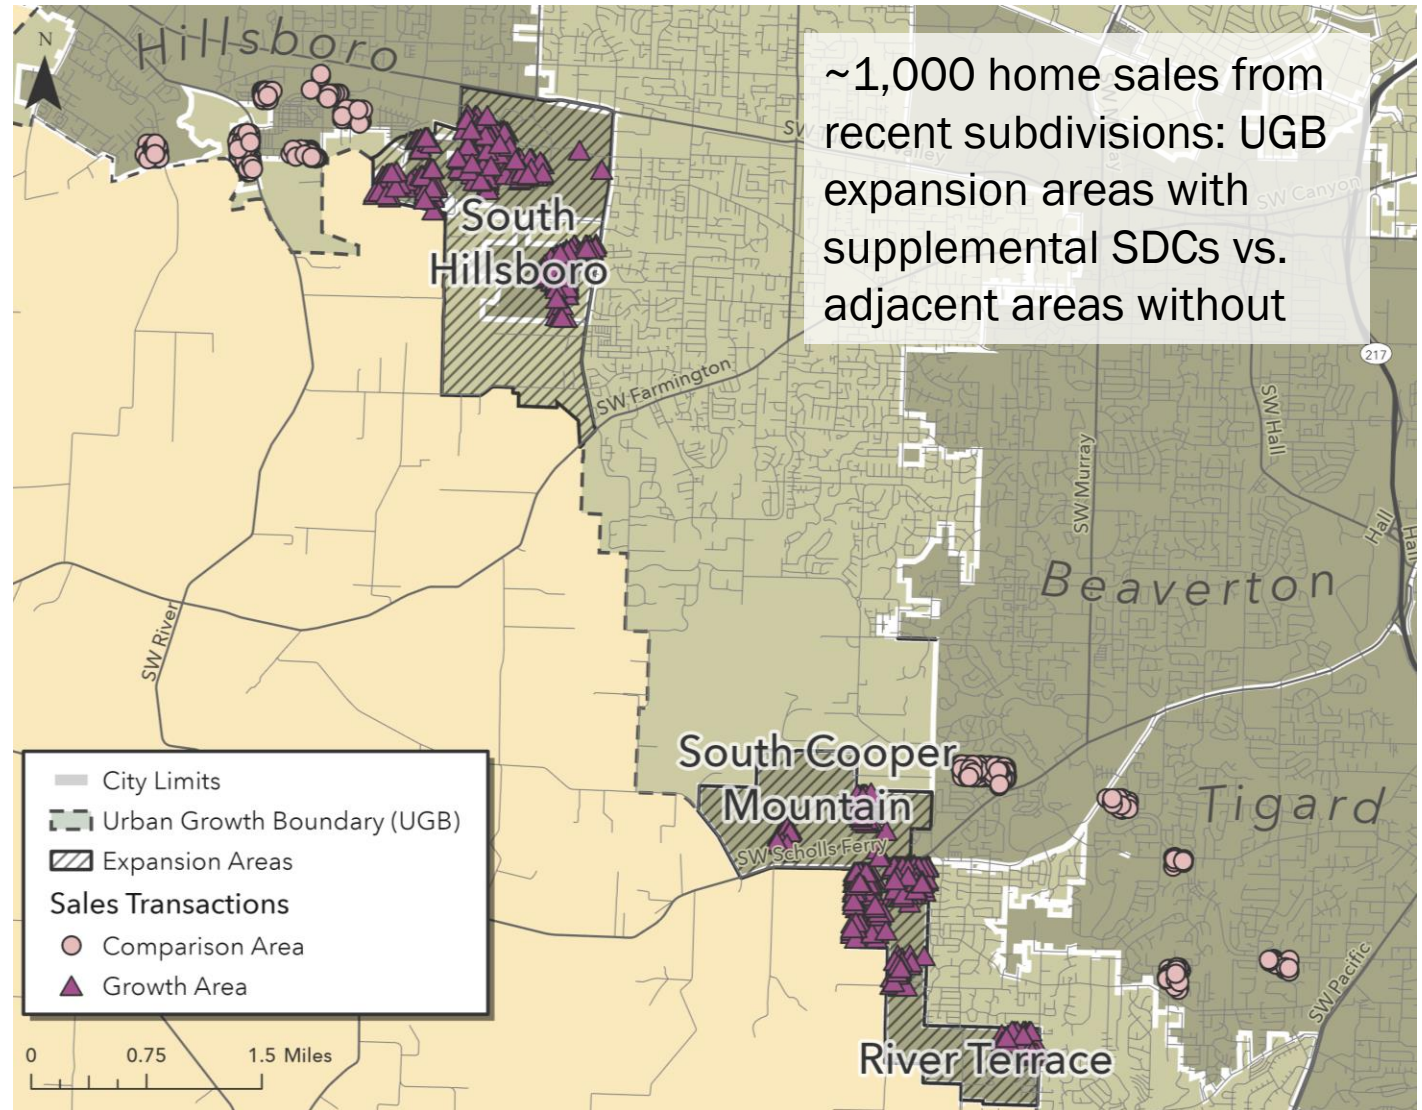 N
Hillsboro
~1,000 home sales from
recent subdivisions: UGB
expansion areas with
supplemental SDCs vs.
adjacent areas without
SW Canyon
South
Hillsboro
217
SW Farmington
SW Hall
SW Murray
Hall
Beaverton
SW River
South Cooper
Mountain
SW Scholls Ferry
Tigard
SW Pacific
River Terrace
City Limits
Urban Growth Boundary (UGB)
Expansion Areas
Sales Transactions
Comparison Area
Growth Area
0 0.75 1.5 Miles